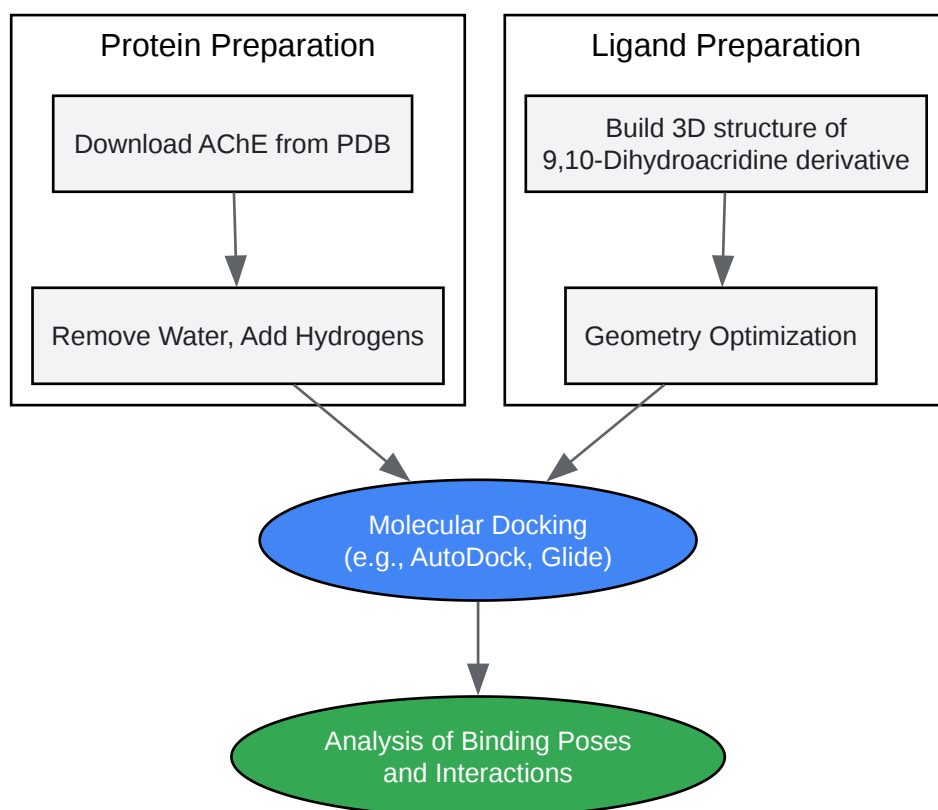 Protein Preparation
Download AChE from PDB
Remove Water, Add Hydrogens
Ligand Preparation
Build 3D structure of
9,10-Dihydroacridine derivative
Geometry Optimization
Molecular Docking
(e.g., AutoDock, Glide)
Analysis of Binding Poses
and Interactions